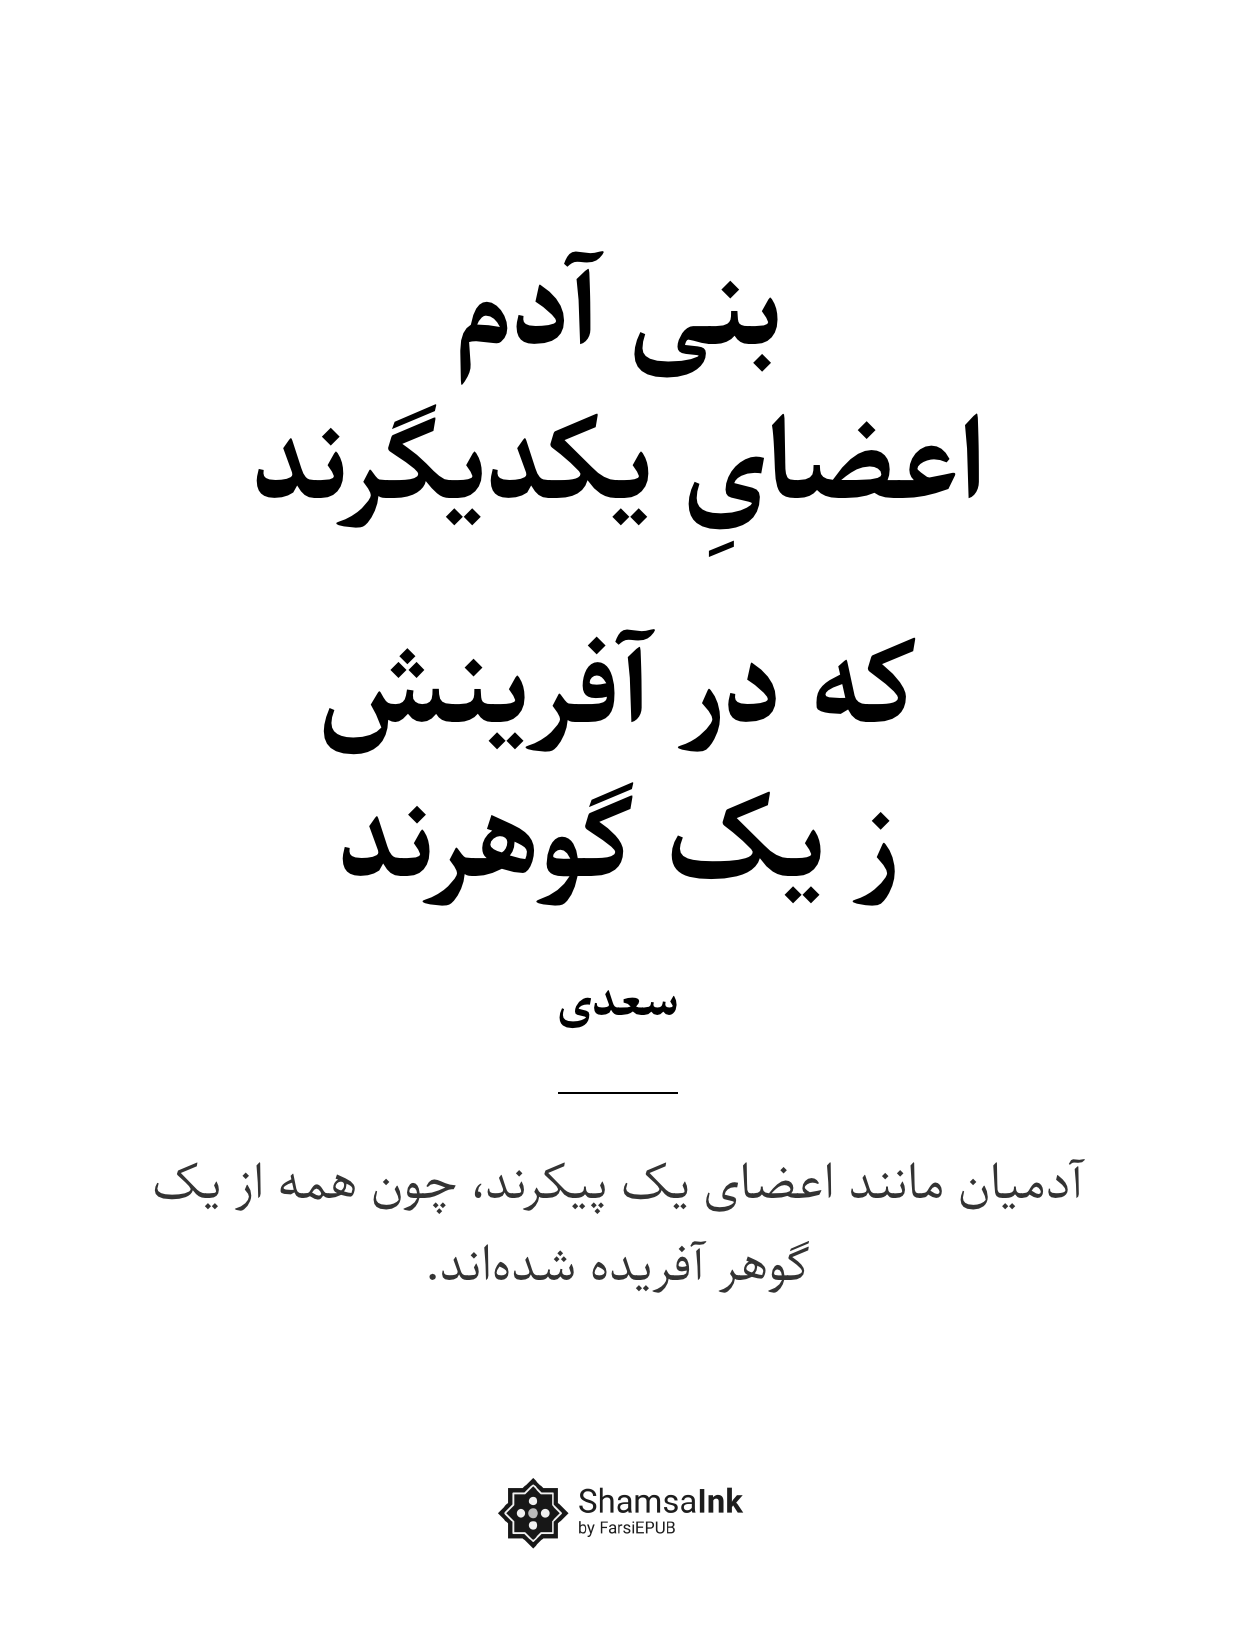 بنی آدم
اعضایِ یکدیگرند
که در آفرینش
ز یک گوهرند
سعدی
آدمیان مانند اعضای یک پیکرند، چون همه از یک
گوهر آفریده شده‌اند.
ShamsaInk
by FarsiEPUB